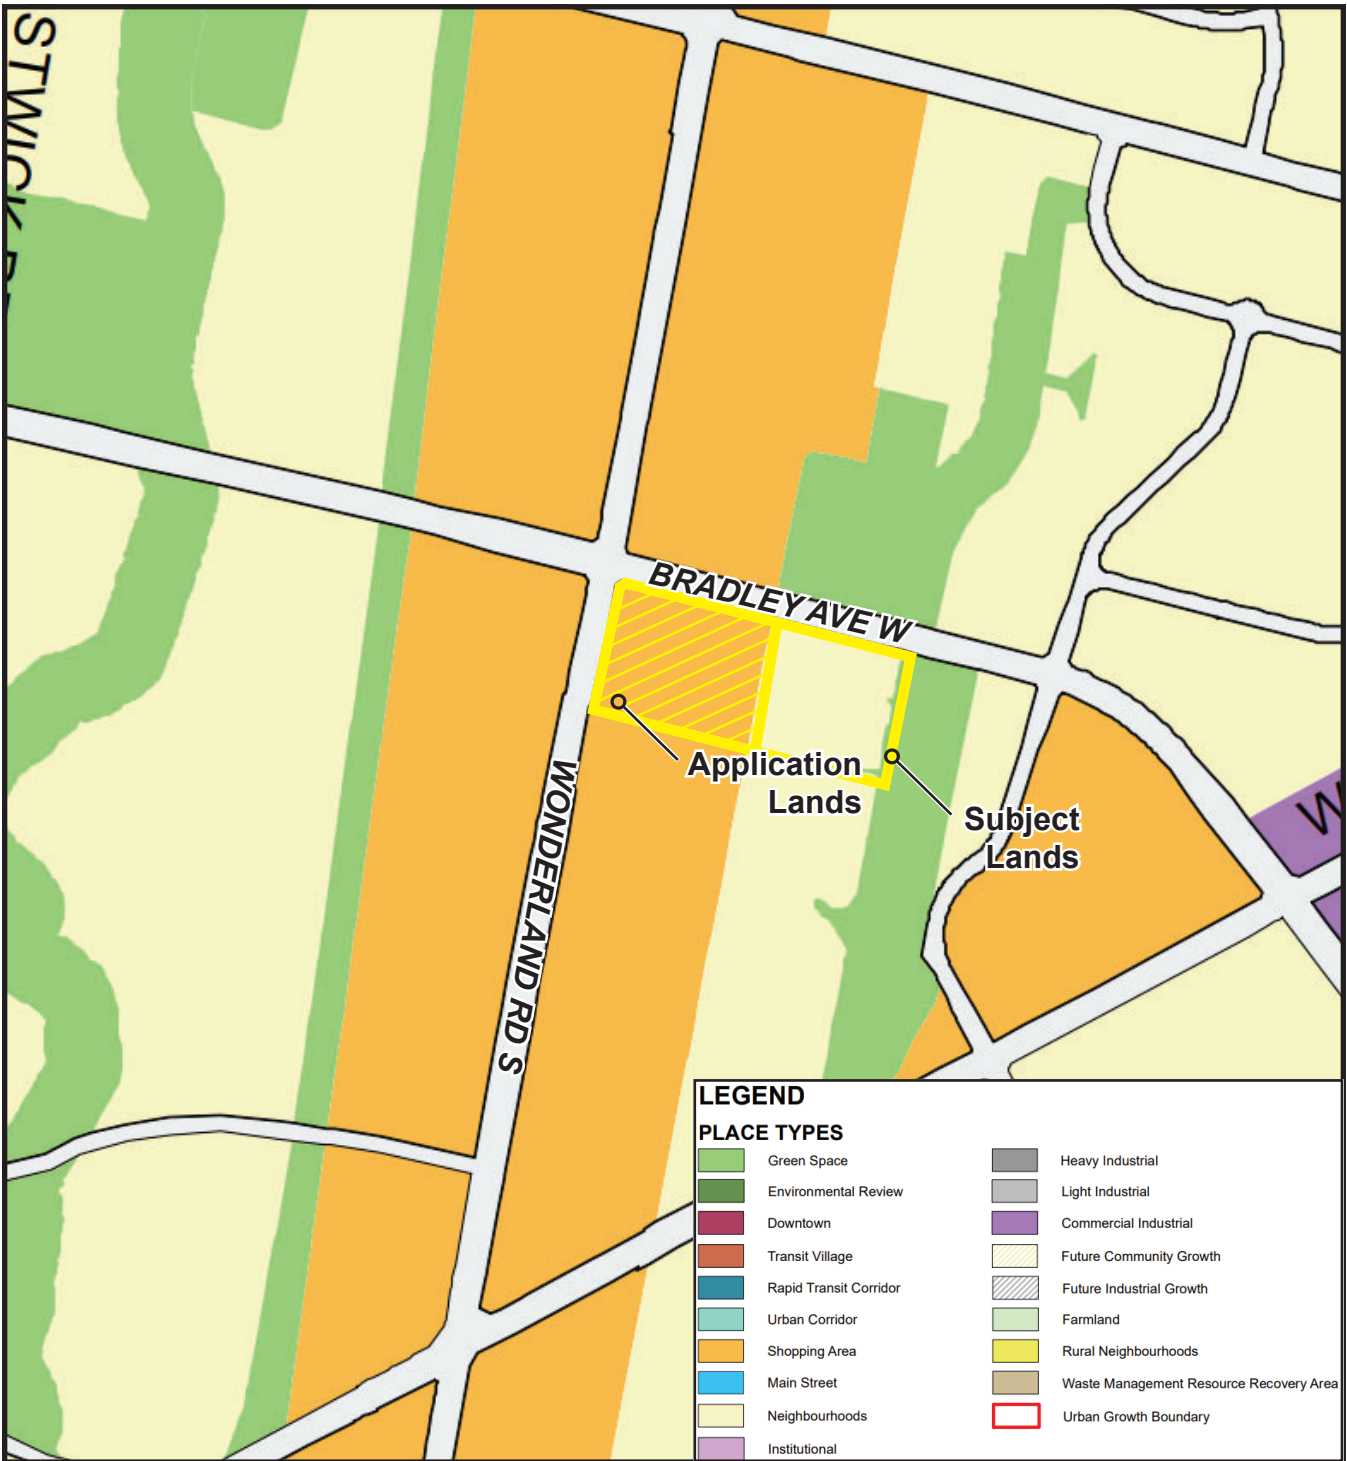 STWICK
BRADLEY AVE W
Application
Lands
Subject
Lands
W
WONDERLAND RD S
LEGEND
PLACE TYPES
Green Space
Environmental Review
Downtown
Transit Village
Rapid Transit Corridor
Urban Corridor
Shopping Area
Main Street
Neighbourhoods
Institutional
Heavy Industrial
Light Industrial
Commercial Industrial
Future Community Growth
Future Industrial Growth
Farmland
Rural Neighbourhoods
Waste Management Resource Recovery Area
Urban Growth Boundary